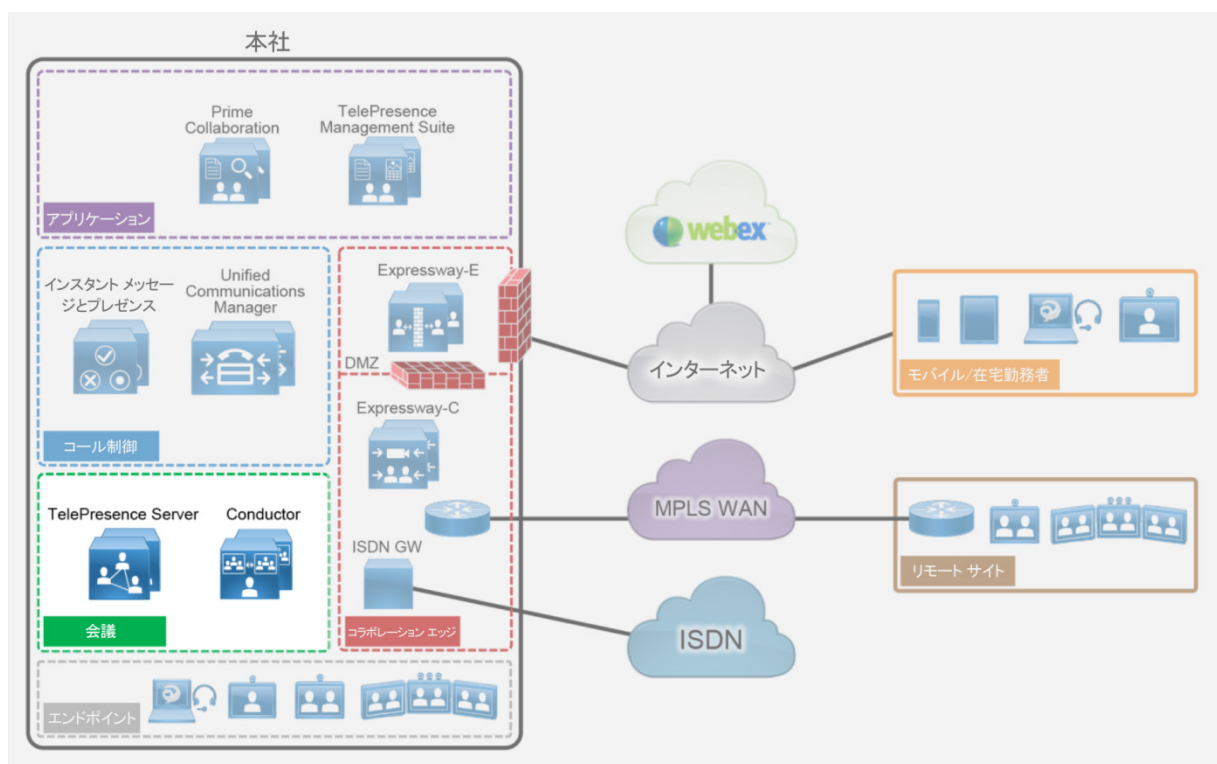 本社
Prime
Collaboration
TelePresence
Management Suite
アプリケーション
インスタント メッセー
ジとプレゼンス
Unified
Communications
Manager
コール制御
Expressway-E
DMZ
Expressway-C
ISDN GW
コラボレーション エッジ
TelePresence Server
Conductor
会議
エンドポイント
webex
インターネット
MPLS WAN
ISDN
モバイル/在宅勤務者
リモート サイト